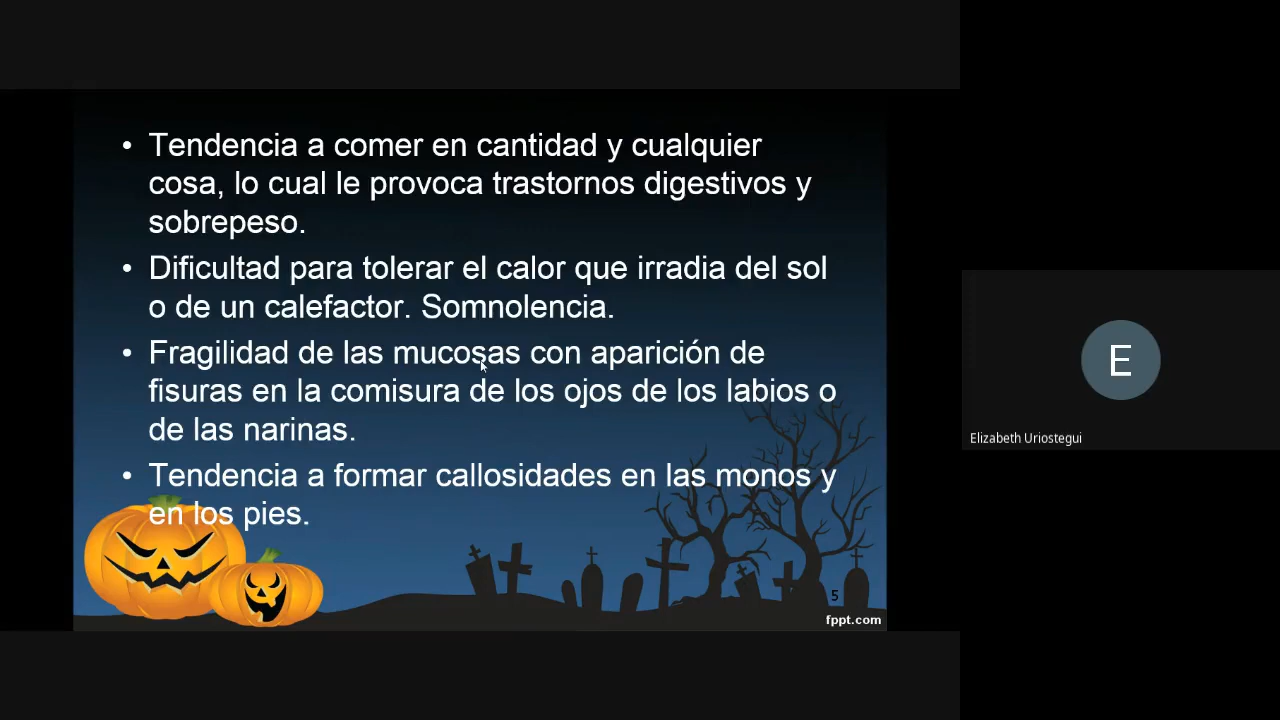 • Tendencia a comer en cantidad y cualquier
cosa, lo cual le provoca trastornos digestivos y
sobrepeso.
• Dificultad para tolerar el calor que irradia del sol
o de un calefactor. Somnolencia.
• Fragilidad de las mucosas con aparición de
fisuras en la comisura de los ojos de los labios o
de las narinas.
• Tendencia a formar callosidades en las monos y
en los pies.
5
fppt.com
E
Elizabeth Uriostegui